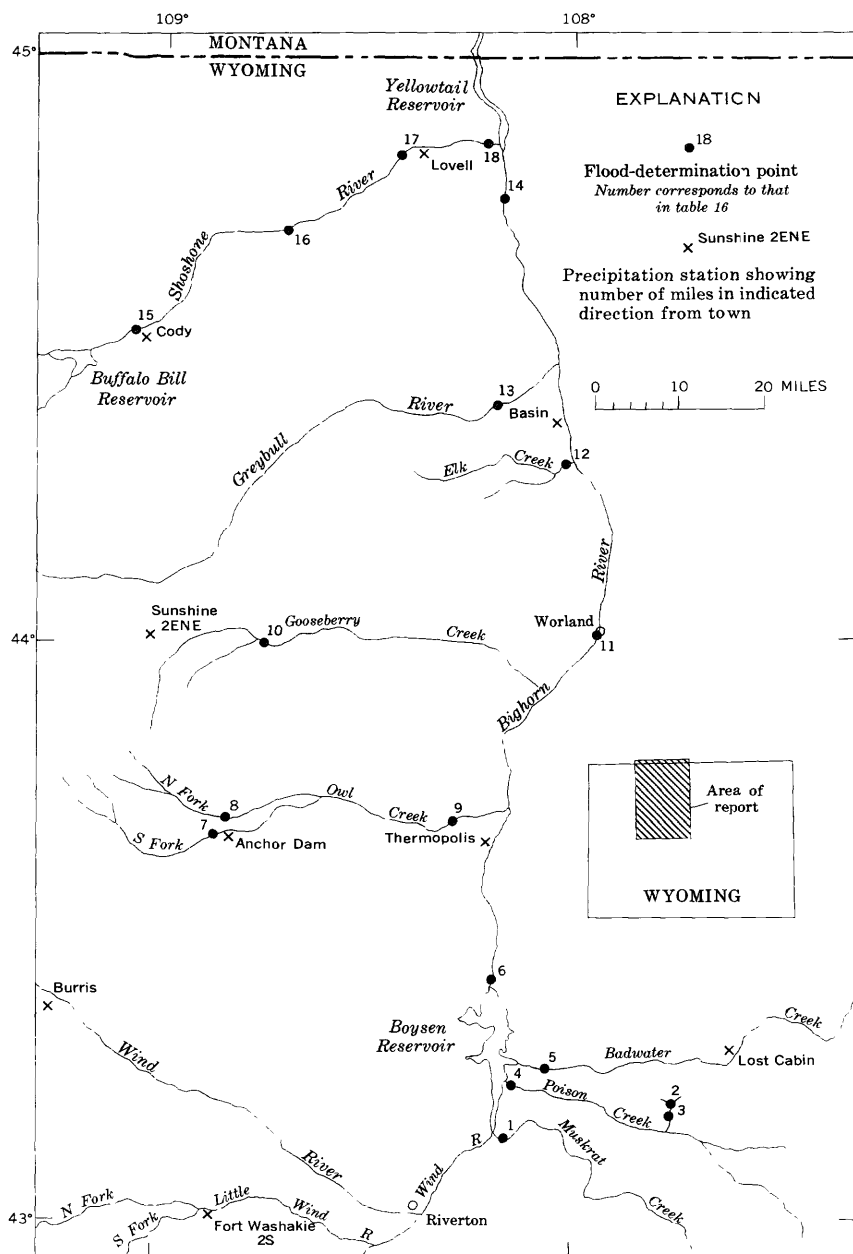 109°
108°
45°
MONTANA
WYOMING
Yellowtail
Reservoir
EXPLANATION
18
Flood-determination point
Number corresponds to that
in table 16
Sunshine 2ENE
Precipitation station showing
number of miles in indicated
direction from town
0 10 20 MILES
17
Lovell
18
14
River
16
Shoshone
15
Cody
Buffalo Bill
Reservoir
13
River
Basin
Greybull
Elk
Creek
12
River
Sunshine
2ENE
44°
10
Gooseberry
Creek
Worland
11
Bighorn
N Fork
8
Owl
Creek
9
7
S Fork
Anchor Dam
Thermopolis
Area of
report
WYOMING
6
Burris
Boysen
Reservoir
Wind
5
Badwater
Creek
Lost Cabin
4
Poison
Creek
2
3
1
R
Muskrat
Creek
River
Wind
43°
N Fork
Little
Wind
S Fork
Fort Washakie
2S
R
Riverton